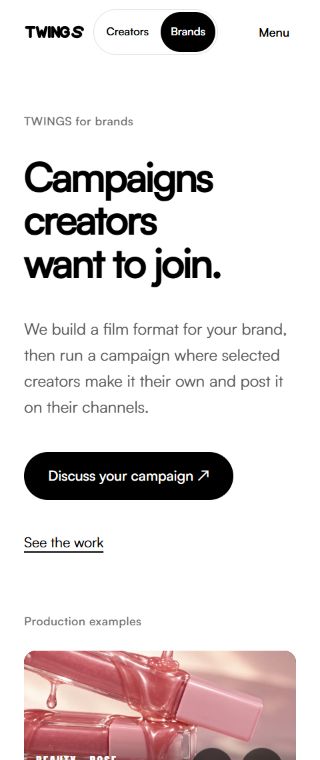 TWINGS
Creators
Brands
Menu
TWINGS for brands
Campaigns
creators
want to join.
We build a film format for your brand,
then run a campaign where selected
creators make it their own and post it
on their channels.
Discuss your campaign ↗
See the work
Production examples
BEAUTY ROSE